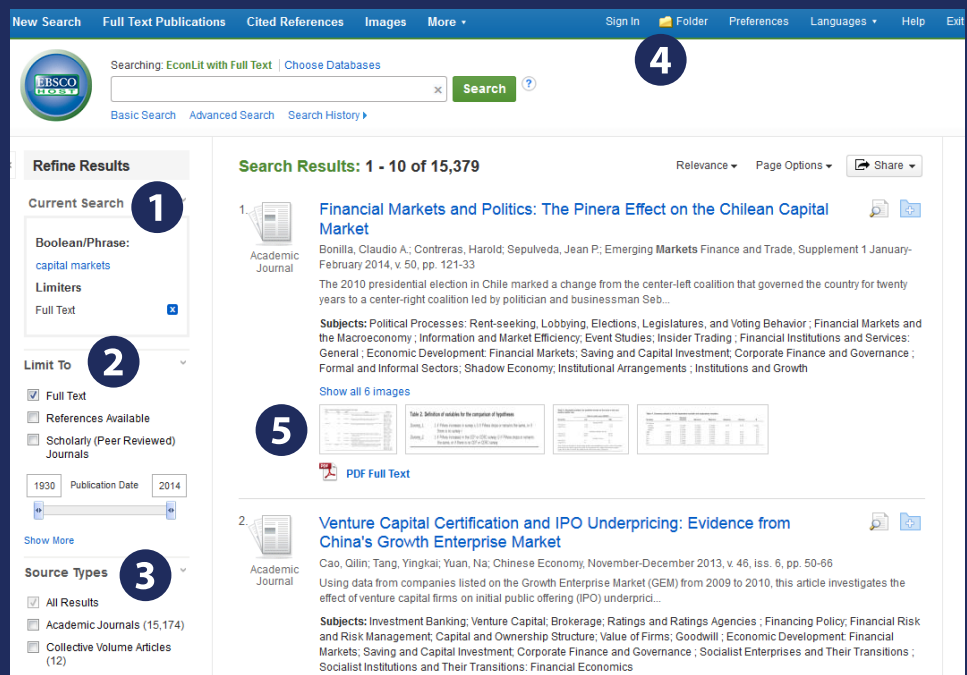 New Search Full Text Publications Cited References Images More Sign In Folder Preferences Languages Help Exit
4
EBSCO
HOST
Searching: EconLit with Full Text Choose Databases
× Search ?
Basic Search Advanced Search Search History
Refine Results
Current Search
1
Boolean/Phrase:
capital markets
Limiters
Full Text x
Limit To
2
Full Text
References Available
Scholarly (Peer Reviewed)
Journals
1930 Publication Date 2014
Show More
Source Types
3
All Results
Academic Journals (15,174)
Collective Volume Articles
(12)
Search Results: 1 - 10 of 15,379
Relevance Page Options Share
1.
Academic
Journal
Financial Markets and Politics: The Pinera Effect on the Chilean Capital
Market
Bonilla, Claudio A.; Contreras, Harold; Sepulveda, Jean P.; Emerging Markets Finance and Trade, Supplement 1 January-
February 2014, v. 50, pp. 121-33
The 2010 presidential election in Chile marked a change from the center-left coalition that governed the country for twenty
years to a center-right coalition led by politician and businessman Seb...
Subjects: Political Processes: Rent-seeking, Lobbying, Elections, Legislatures, and Voting Behavior ; Financial Markets and
the Macroeconomy ; Information and Market Efficiency; Event Studies; Insider Trading ; Financial Institutions and Services:
General ; Economic Development: Financial Markets; Saving and Capital Investment; Corporate Finance and Governance ;
Formal and Informal Sectors; Shadow Economy; Institutional Arrangements ; Institutions and Growth
Show all 6 images
5
Table 2. Definition of variables for the comparison of hypotheses
PDF Full Text
2.
Academic
Journal
Venture Capital Certification and IPO Underpricing: Evidence from
China's Growth Enterprise Market
Cao, Qilin; Tang, Yingkai; Yuan, Na; Chinese Economy, November-December 2013, v. 46, iss. 6, pp. 50-66
Using data from companies listed on the Growth Enterprise Market (GEM) from 2009 to 2010, this article investigates the
effect of venture capital firms on initial public offering (IPO) underprici...
Subjects: Investment Banking; Venture Capital; Brokerage; Ratings and Ratings Agencies ; Financing Policy; Financial Risk
and Risk Management; Capital and Ownership Structure; Value of Firms; Goodwill ; Economic Development: Financial
Markets; Saving and Capital Investment; Corporate Finance and Governance ; Socialist Enterprises and Their Transitions ;
Socialist Institutions and Their Transitions: Financial Economics